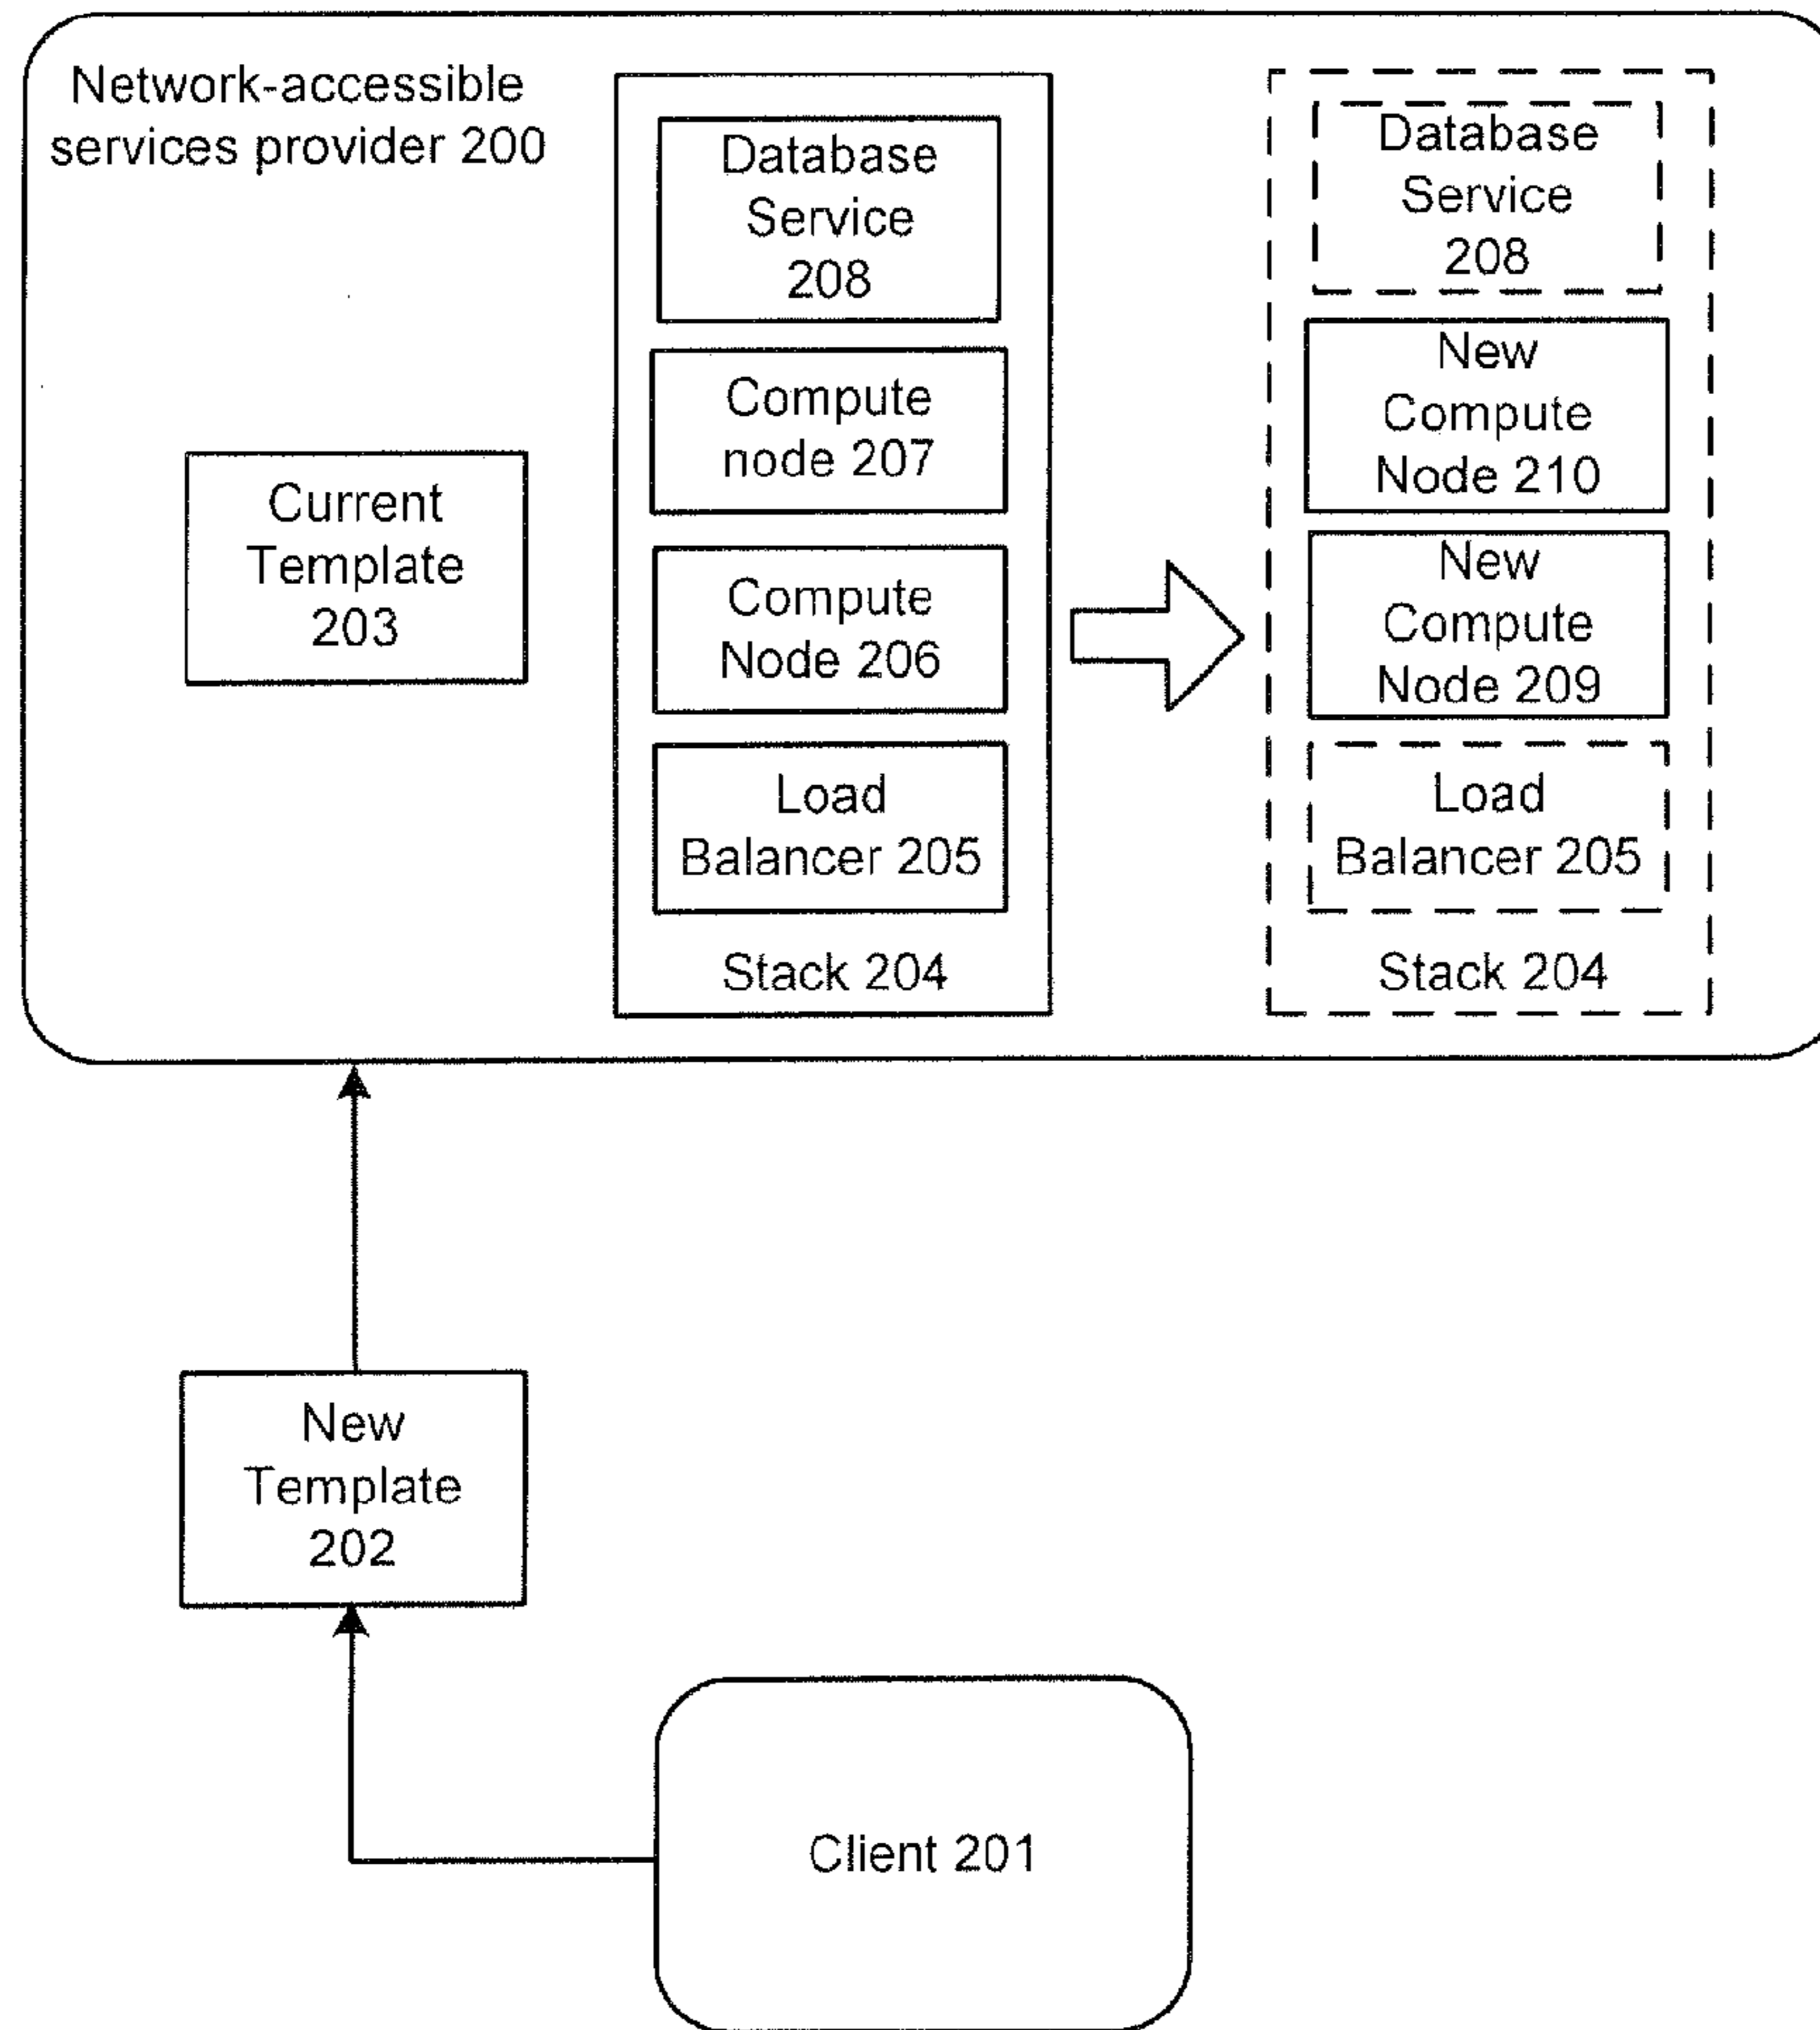 Network-accessible
services provider 200
Database
Service
208
Compute
node 207
Compute
Node 206
Load
Balancer 205
Stack 204
Database
Service
208
New
Compute
Node 210
New
Compute
Node 209
Load
Balancer 205
Stack 204
Current
Template
203
New
Template
202
Client 201